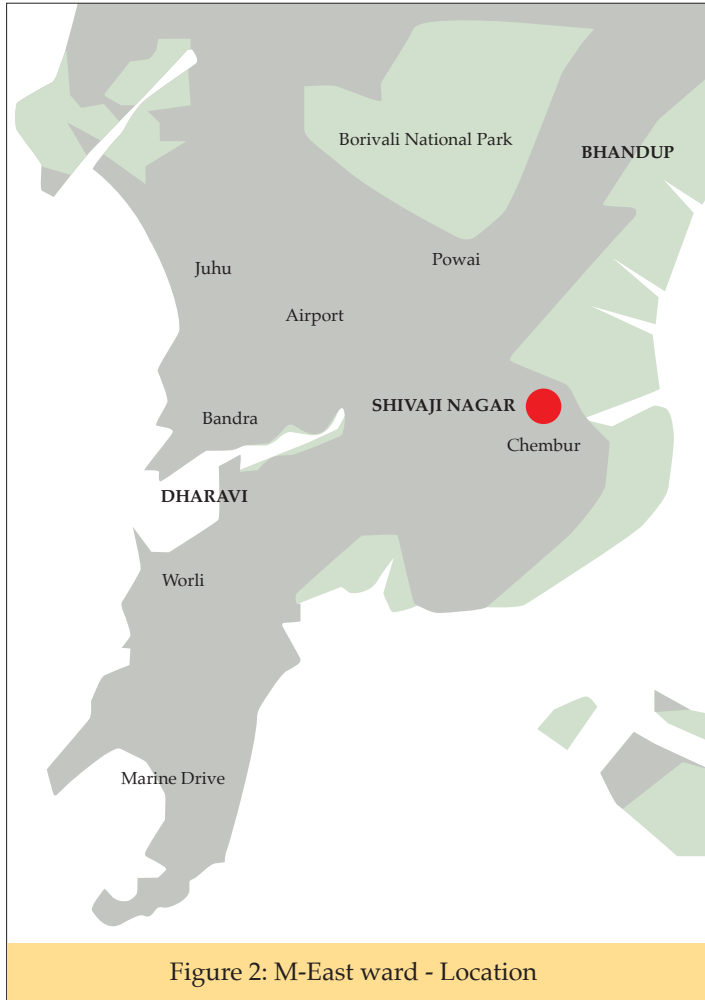 Borivali National Park
BHANDUP
Powai
Juhu
Airport
SHIVAJI NAGAR
Bandra
Chembur
DHARAVI
Worli
Marine Drive
Figure 2: M-East ward - Location